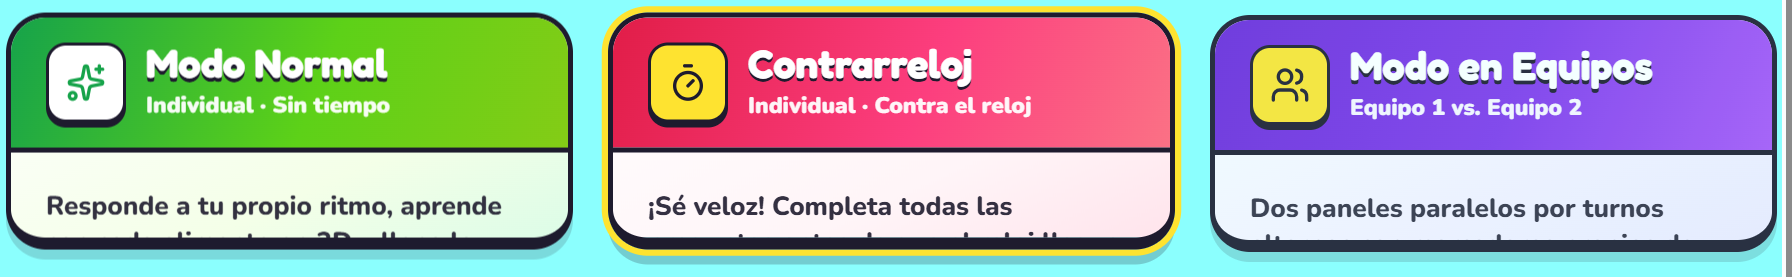 Modo Normal
Individual · Sin tiempo
Responde a tu propio ritmo, aprende
Contrarreloj
Individual · Contra el reloj
¡Sé veloz! Completa todas las
Modo en Equipos
Equipo 1 vs. Equipo 2
Dos paneles paralelos por turnos